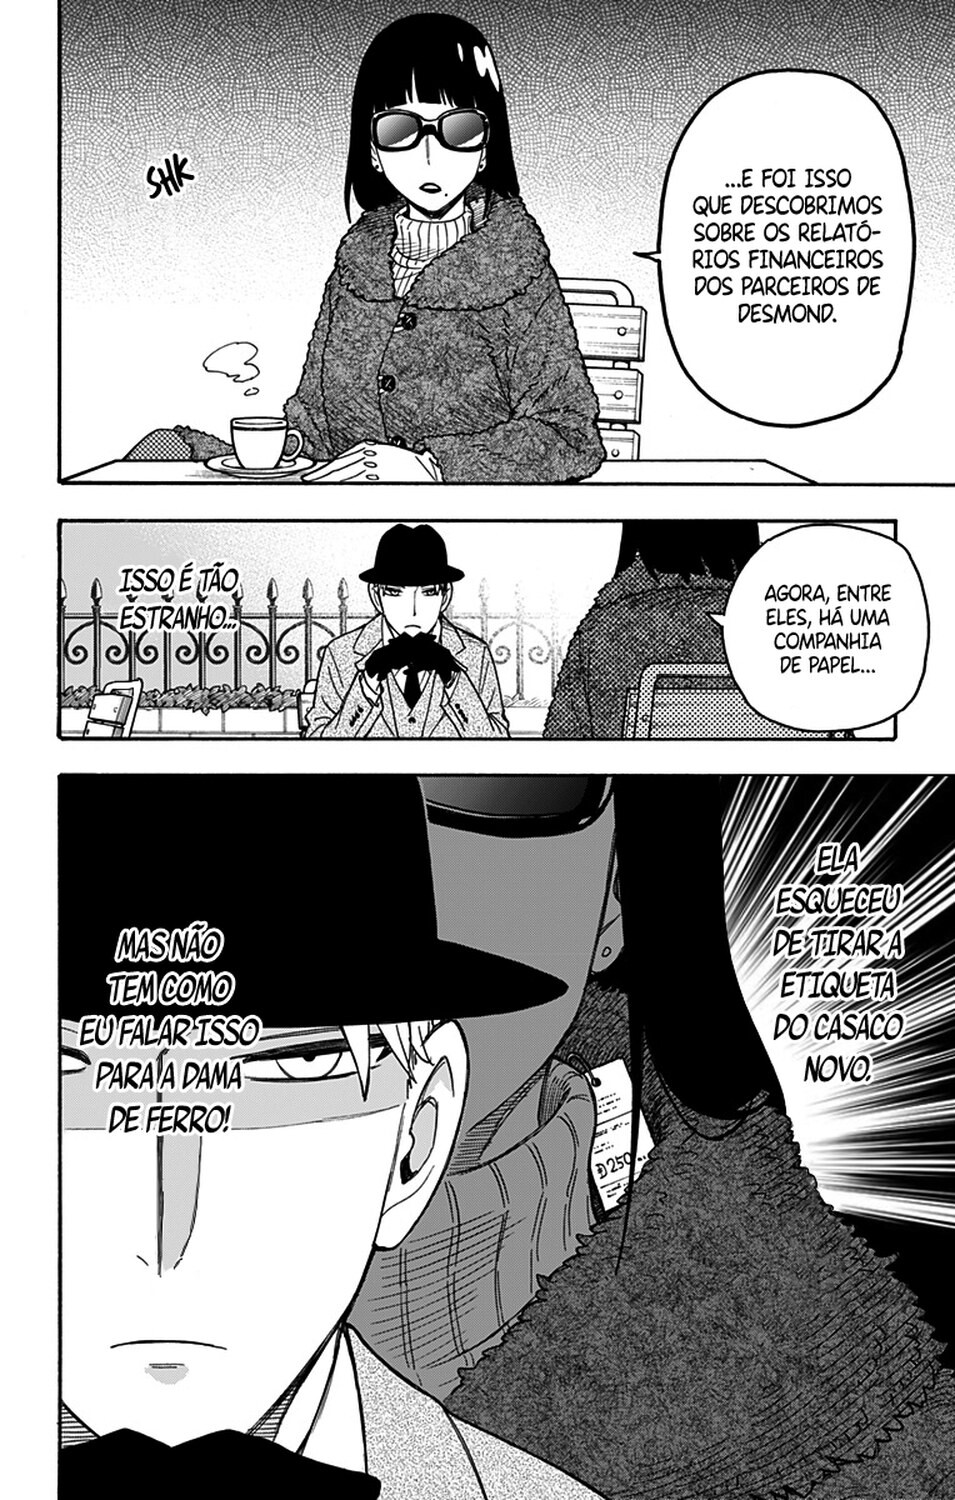 ...E FOI ISSO
QUE DESCOBRIMOS
SOBRE OS RELATÓ-
RIOS FINANCEIROS
DOS PARCEIROS DE
DESMOND.
SHK
AGORA, ENTRE
ELES, HÁ UMA
COMPANHIA
DE PAPEL...
ISSO É TÃO
ESTRANHO...
ELA
ESQUECEU
DE TIRAR A
ETIQUETA
DO CASACO
NOVO.
MAS NÃO
TEM COMO
EU FALAR ISSO
PARA A DAMA
DE FERRO!
Đ250